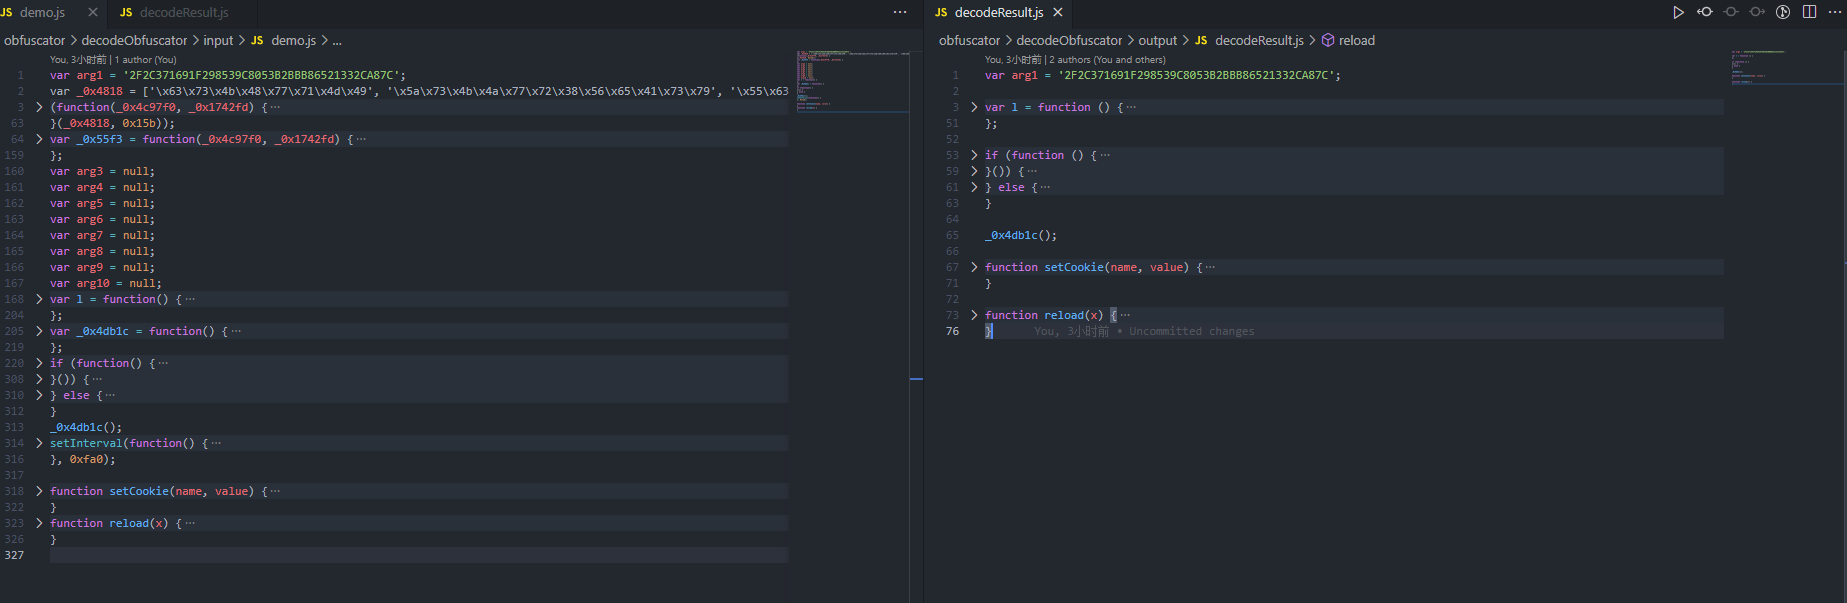 JS demo.js ×
JS decodeResult.js
···
obfuscator > decodeObfuscator > input > JS demo.js > ...
You, 3小时前 | 1 author (You)
1 var arg1 = '2F2C371691F298539C8053B2BBB86521332CA87C';
2 var _0x4818 = ['\x63\x73\x4b\x48\x77\x71\x4d\x49', '\x5a\x73\x4b\x4a\x77\x72\x38\x56\x65\x41\x73\x79', '\x55\x63
3 > (function(_0x4c97f0, _0x1742fd) {···
63 }(_0x4818, 0x15b));
64 > var _0x55f3 = function(_0x4c97f0, _0x1742fd) {···
159 };
160 var arg3 = null;
161 var arg4 = null;
162 var arg5 = null;
163 var arg6 = null;
164 var arg7 = null;
165 var arg8 = null;
166 var arg9 = null;
167 var arg10 = null;
168 > var l = function() {···
204 };
205 > var _0x4db1c = function() {···
219 };
220 > if (function() {···
308 > }()) {···
310 > } else {···
312 }
313 _0x4db1c();
314 > setInterval(function() {···
316 }, 0xfa0);
317
318 > function setCookie(name, value) {···
322 }
323 > function reload(x) {···
326 }
327
JS decodeResult.js ×
···
obfuscator > decodeObfuscator > output > JS decodeResult.js > reload
You, 3小时前 | 2 authors (You and others)
1 var arg1 = '2F2C371691F298539C8053B2BBB86521332CA87C';
2
3 > var l = function () {···
51 };
52
53 > if (function () {···
59 > }()) {···
61 > } else {···
63 }
64
65 _0x4db1c();
66
67 > function setCookie(name, value) {···
71 }
72
73 > function reload(x) {···
76 } You, 3小时前 • Uncommitted changes